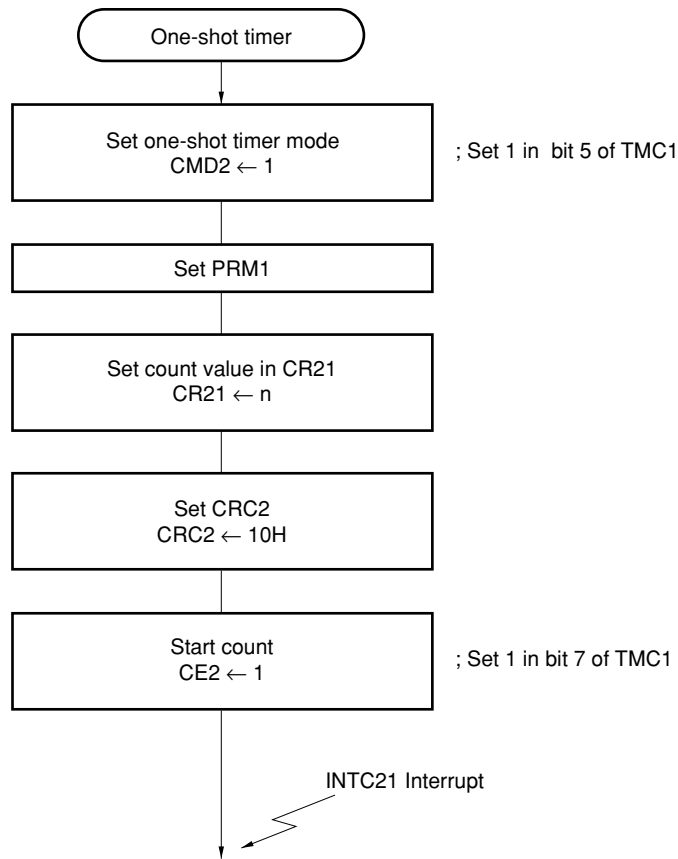 One-shot timer
Set one-shot timer mode
CMD2 ← 1
; Set 1 in bit 5 of TMC1
Set PRM1
Set count value in CR21
CR21 ← n
Set CRC2
CRC2 ← 10H
Start count
CE2 ← 1
; Set 1 in bit 7 of TMC1
INTC21 Interrupt